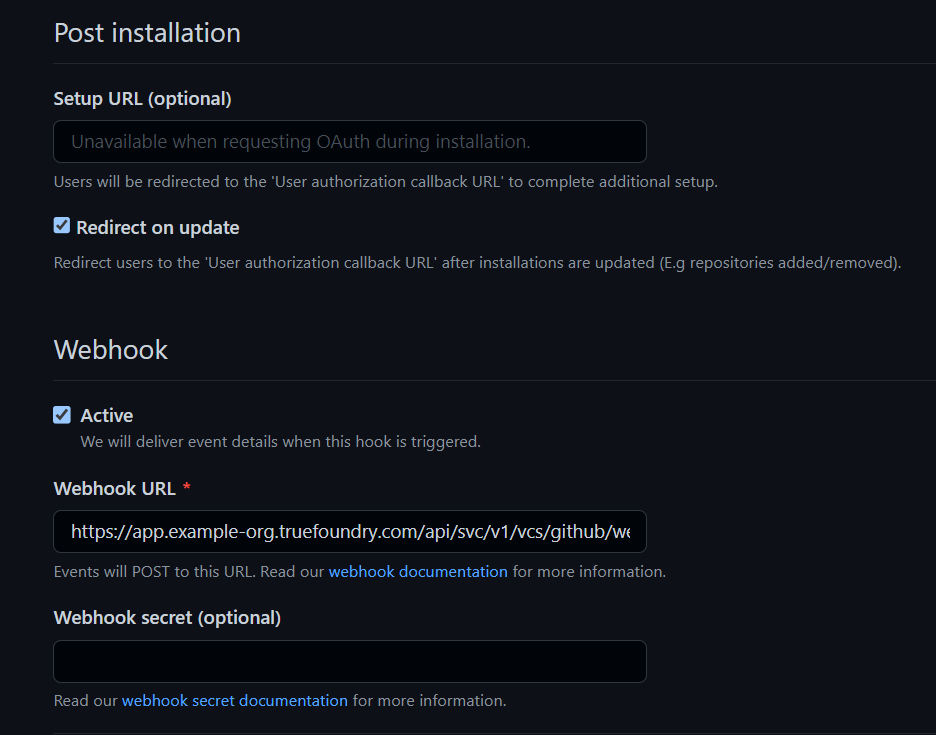 Post installation
Setup URL (optional)
Unavailable when requesting OAuth during installation.
Users will be redirected to the 'User authorization callback URL' to complete additional setup.
Redirect on update
Redirect users to the 'User authorization callback URL' after installations are updated (E.g repositories added/removed).
Webhook
Active
We will deliver event details when this hook is triggered.
Webhook URL *
https://app.example-org.truefoundry.com/api/svc/v1/vcs/github/we
Events will POST to this URL. Read our webhook documentation for more information.
Webhook secret (optional)
Read our webhook secret documentation for more information.